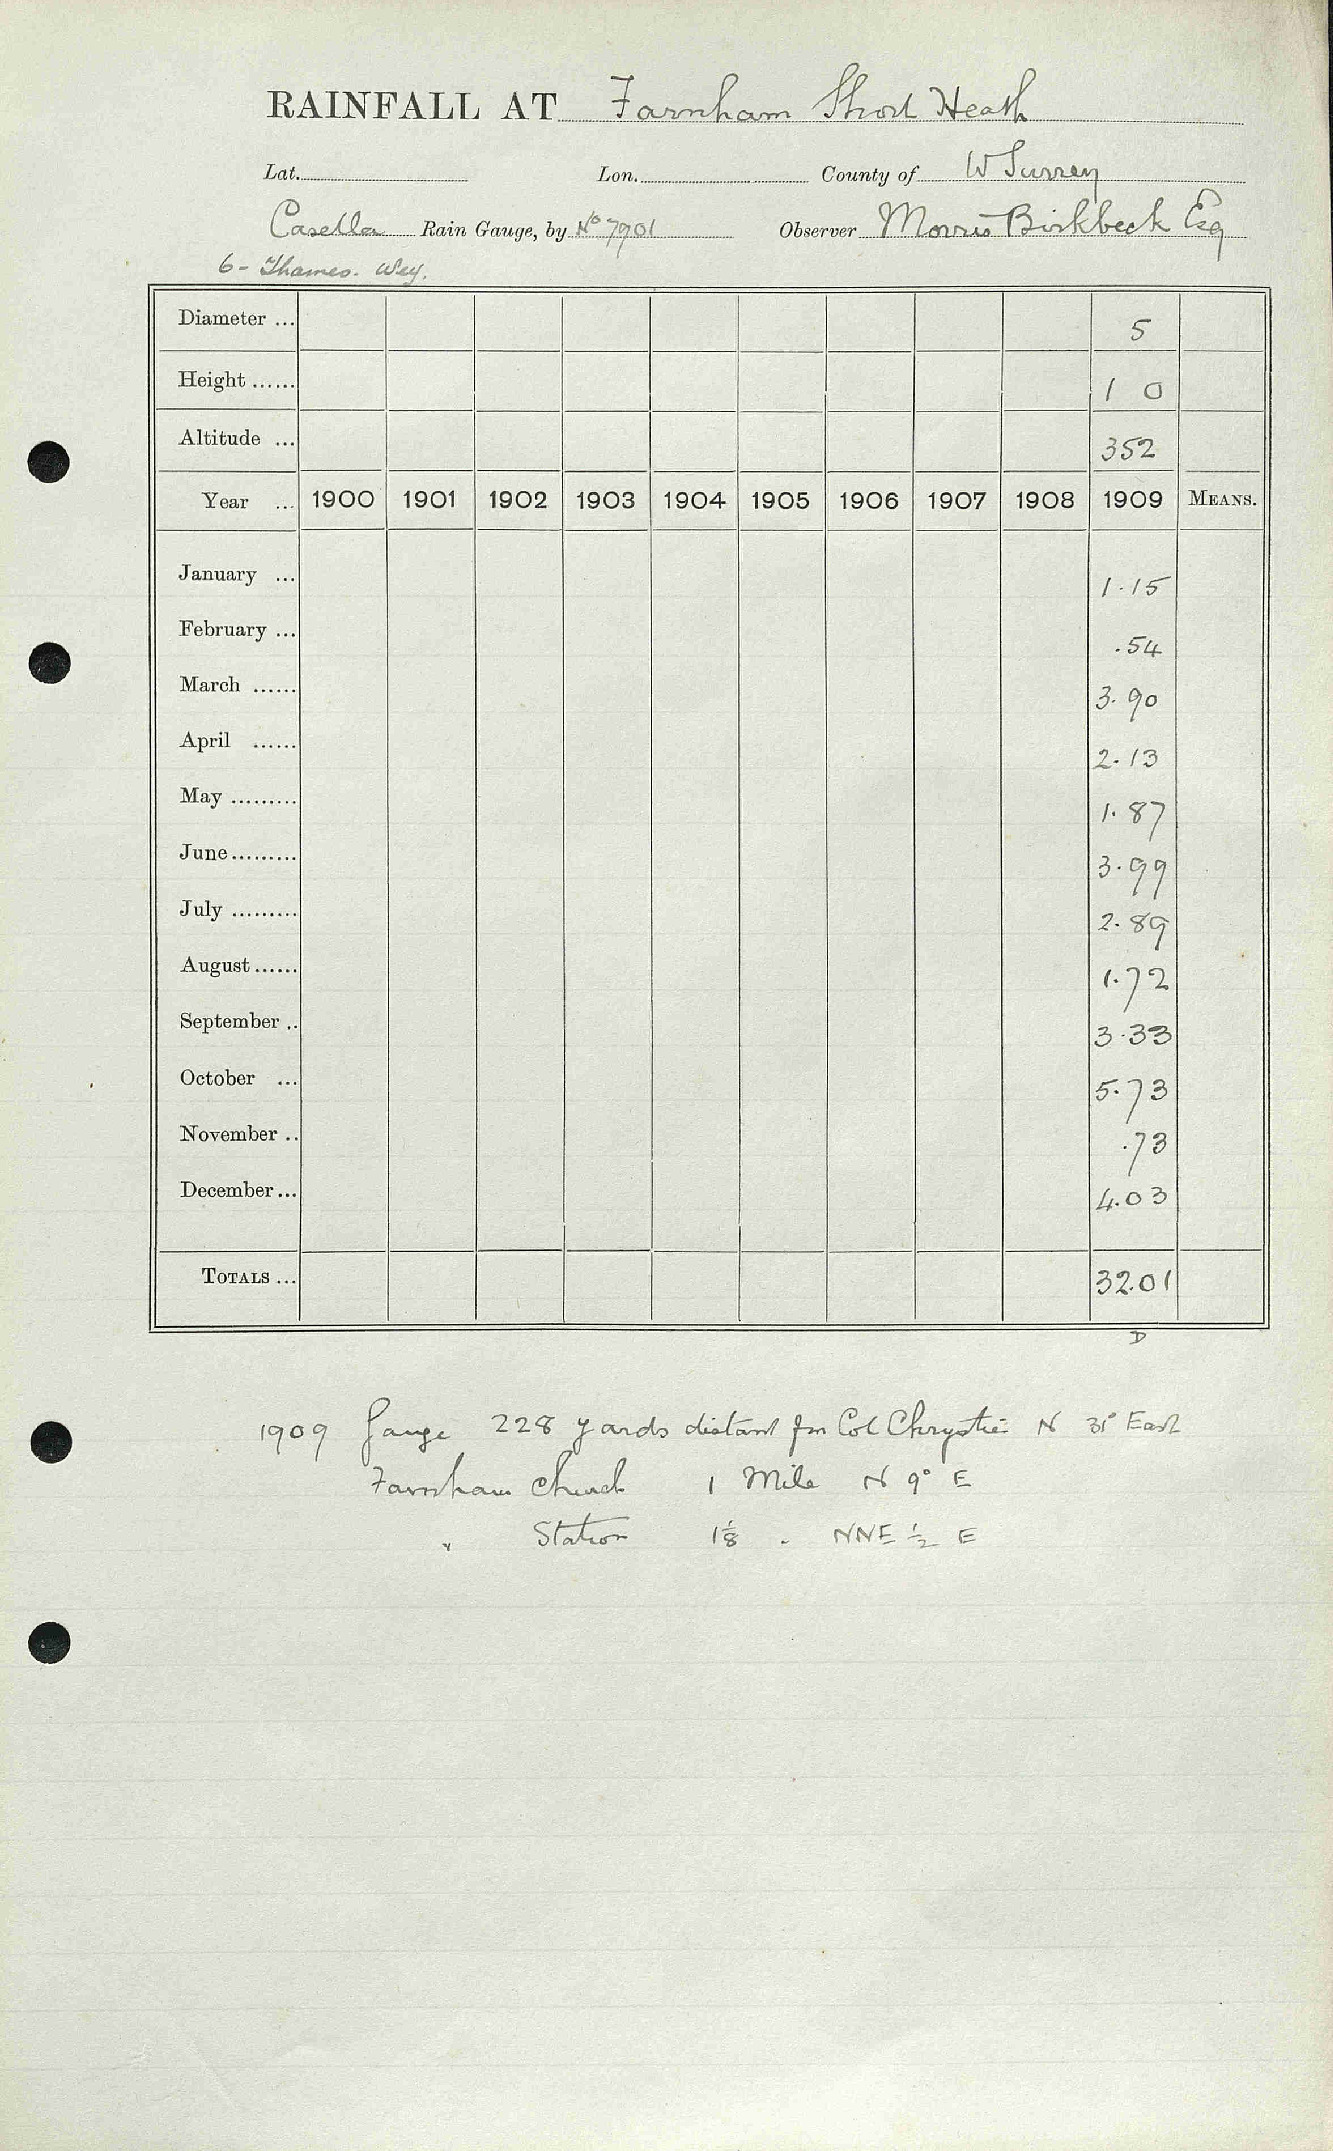 RAINFALL AT Farnham Short Heath
Lat. Lon. County of W Surrey
Casella Rain Gauge, by No 7901 Observer Morris Birkbeck Esq
6 - Thames. Wey.
Diameter ... 5
Height ...... 1 0
Altitude ... 352
Year ... 1900 1901 1902 1903 1904 1905 1906 1907 1908 1909 MEANS.
January ... 1.15
February ... .54
March ...... 3.90
April ...... 2.13
May ......... 1.87
June......... 3.99
July ......... 2.89
August...... 1.72
September .. 3.33
October ... 5.73
November .. .73
December... 4.03
TOTALS ... 32.01
D
1909 Gauge 228 yards distant fm Col Chrystie N 31° East
Farnham Church 1 Mile N 9° E
" Station 1⅛ " NNE ½ E